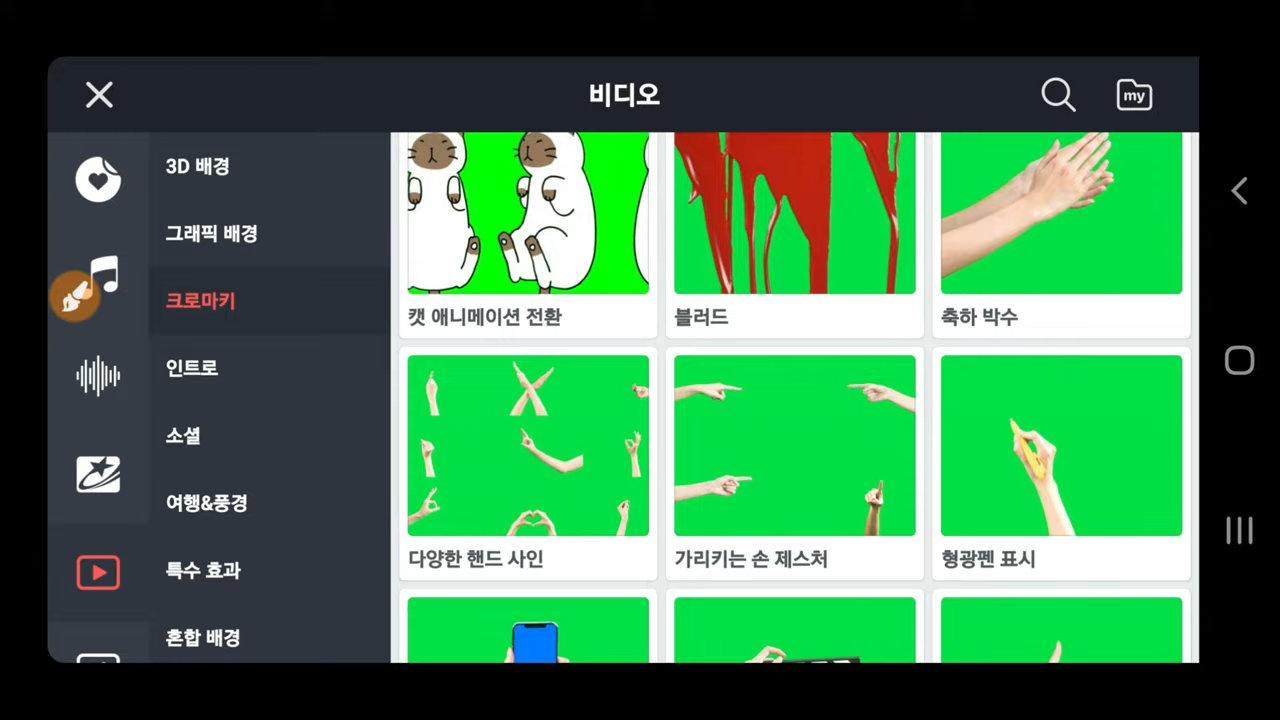 비디오
my
3D 배경
그래픽 배경
크로마키
인트로
소셜
여행&풍경
특수 효과
혼합 배경
캣 애니메이션 전환
블러드
축하 박수
다양한 핸드 사인
가리키는 손 제스처
형광펜 표시